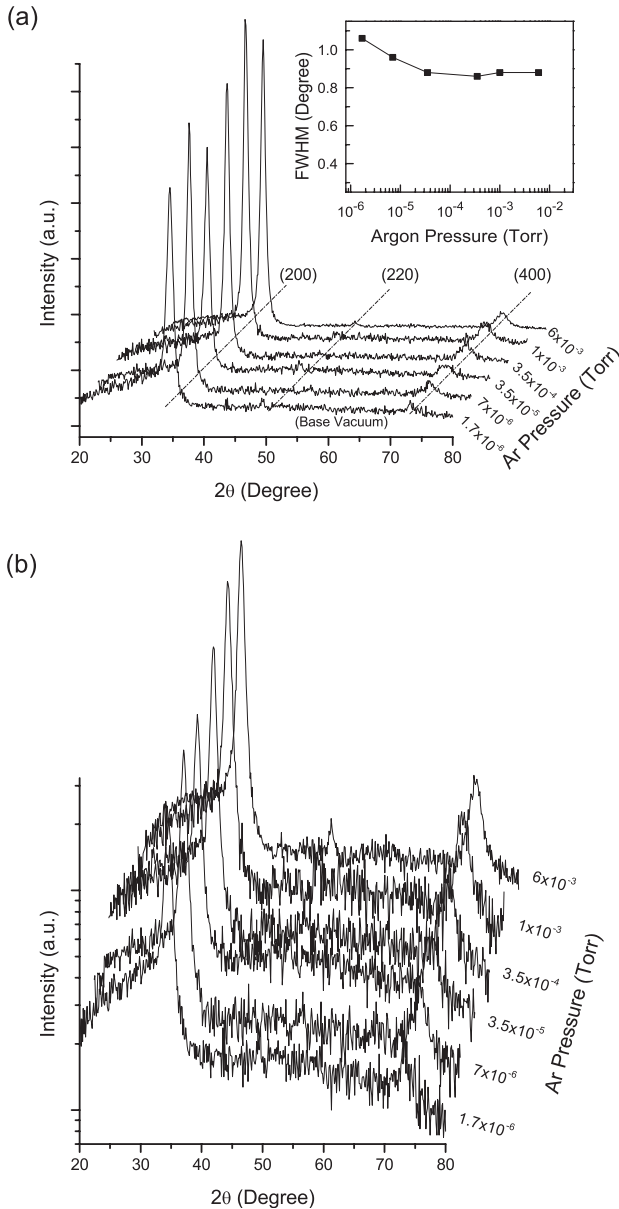 (a)
1.0
0.8
0.6
0.4
FWHM (Degree)
10-6 10-5 10-4 10-3 10-2
Argon Pressure (Torr)
(200) (220) (400)
Intensity (a.u.)
6x10-3
1x10-3
3.5x10-4
3.5x10-5
7x10-6
1.7x10-6
Ar Pressure (Torr)
(Base Vacuum)
20 30 40 50 60 70 80
2θ (Degree)
(b)
Intensity (a.u.)
6x10-3
1x10-3
3.5x10-4
3.5x10-5
7x10-6
1.7x10-6
Ar Pressure (Torr)
20 30 40 50 60 70 80
2θ (Degree)